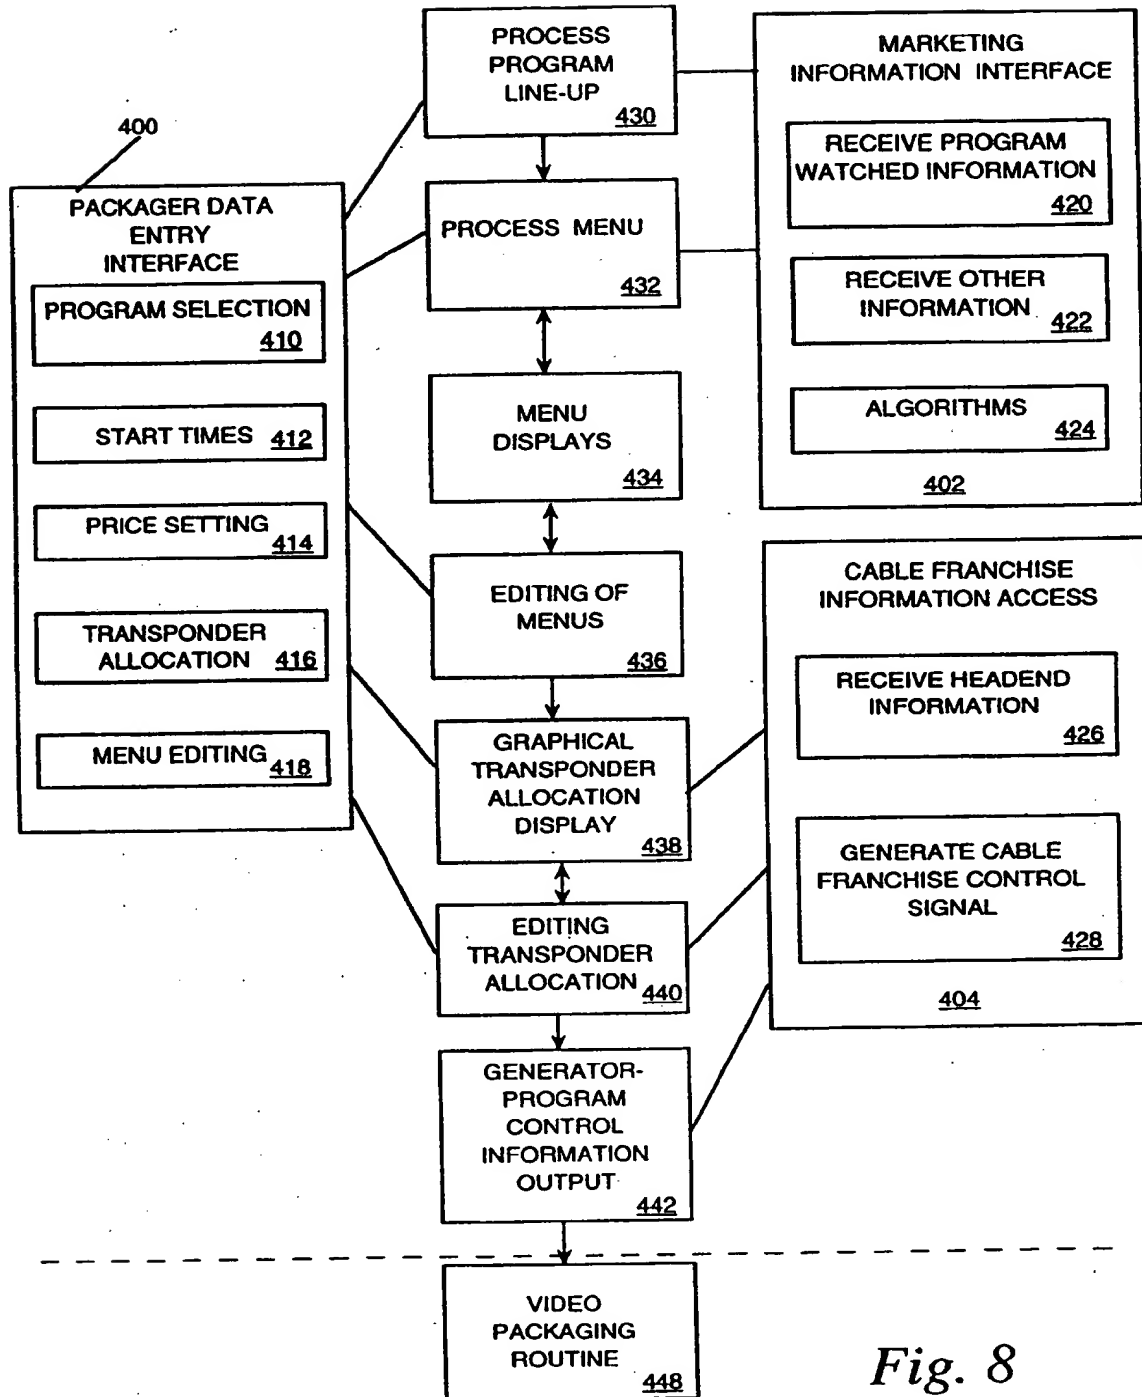 400
PACKAGER DATA
ENTRY
INTERFACE
PROGRAM SELECTION
410
START TIMES 412
PRICE SETTING 414
TRANSPONDER
ALLOCATION 416
MENU EDITING 418
PROCESS
PROGRAM
LINE-UP
430
PROCESS MENU
432
MENU
DISPLAYS
434
EDITING OF
MENUS
436
GRAPHICAL
TRANSPONDER
ALLOCATION
DISPLAY
438
EDITING
TRANSPONDER
ALLOCATION
440
GENERATOR-
PROGRAM
CONTROL
INFORMATION
OUTPUT
442
VIDEO
PACKAGING
ROUTINE
448
MARKETING
INFORMATION INTERFACE
RECEIVE PROGRAM
WATCHED INFORMATION
420
RECEIVE OTHER
INFORMATION 422
ALGORITHMS
424
402
CABLE FRANCHISE
INFORMATION ACCESS
RECEIVE HEADEND
INFORMATION
426
GENERATE CABLE
FRANCHISE CONTROL
SIGNAL
428
404
Fig. 8